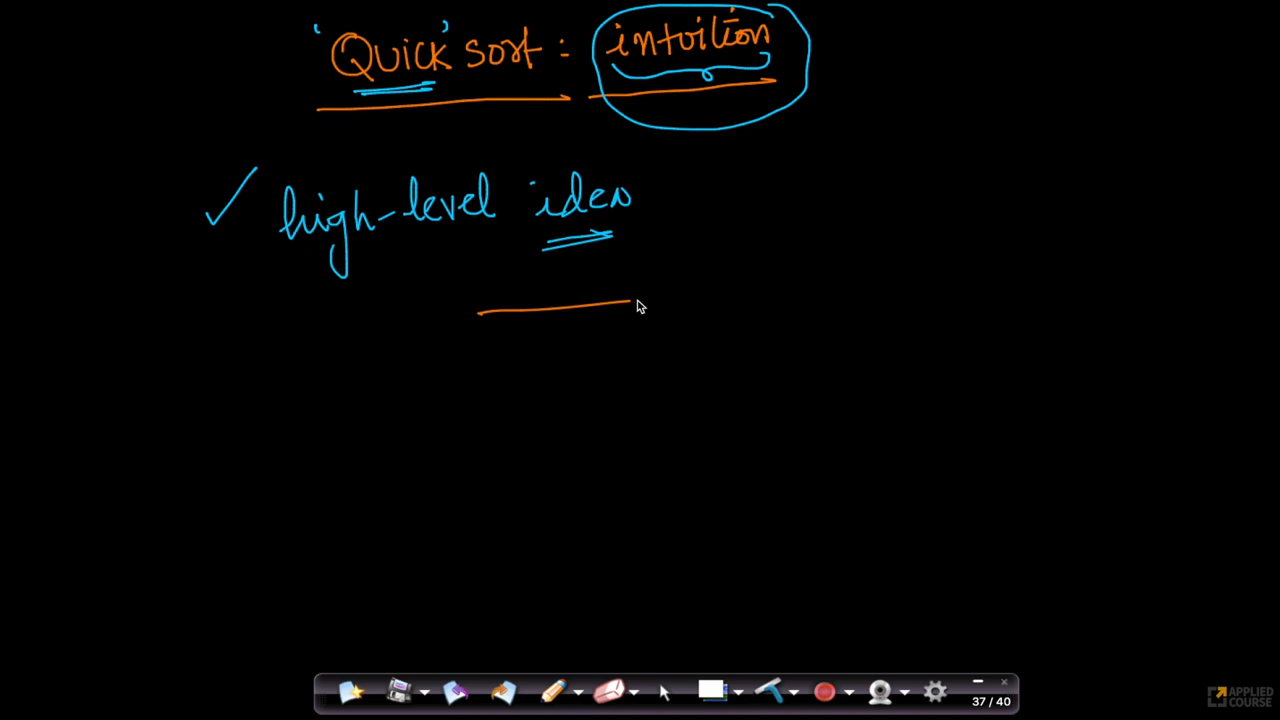 'Quick' sort : intuition
high-level idea
37 / 40
APPLIED
COURSE